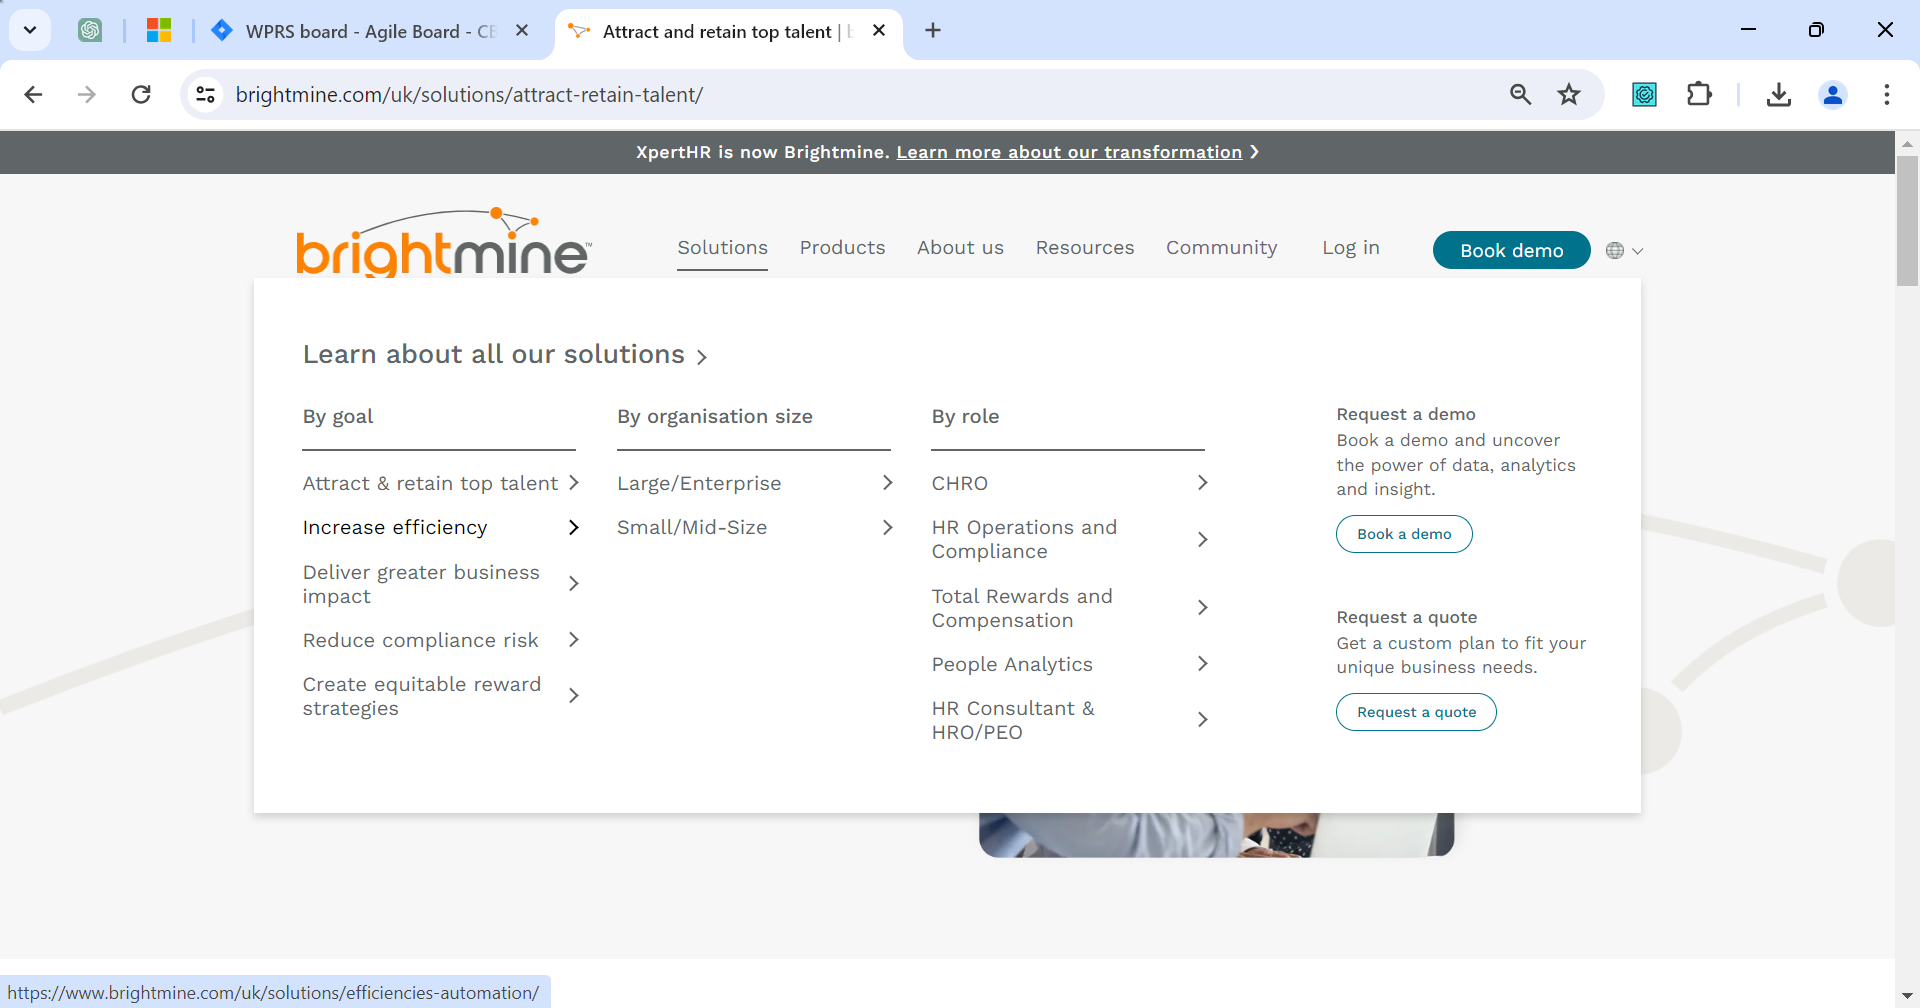 WPRS board - Agile Board - CE
Attract and retain top talent | b
brightmine.com/uk/solutions/attract-retain-talent/
XpertHR is now Brightmine. Learn more about our transformation
brightmine™
Solutions
Products
About us
Resources
Community
Log in
Book demo
Learn about all our solutions
By goal
Attract & retain top talent
Increase efficiency
Deliver greater business
impact
Reduce compliance risk
Create equitable reward
strategies
By organisation size
Large/Enterprise
Small/Mid-Size
By role
CHRO
HR Operations and
Compliance
Total Rewards and
Compensation
People Analytics
HR Consultant &
HRO/PEO
Request a demo
Book a demo and uncover
the power of data, analytics
and insight.
Book a demo
Request a quote
Get a custom plan to fit your
unique business needs.
Request a quote
https://www.brightmine.com/uk/solutions/efficiencies-automation/